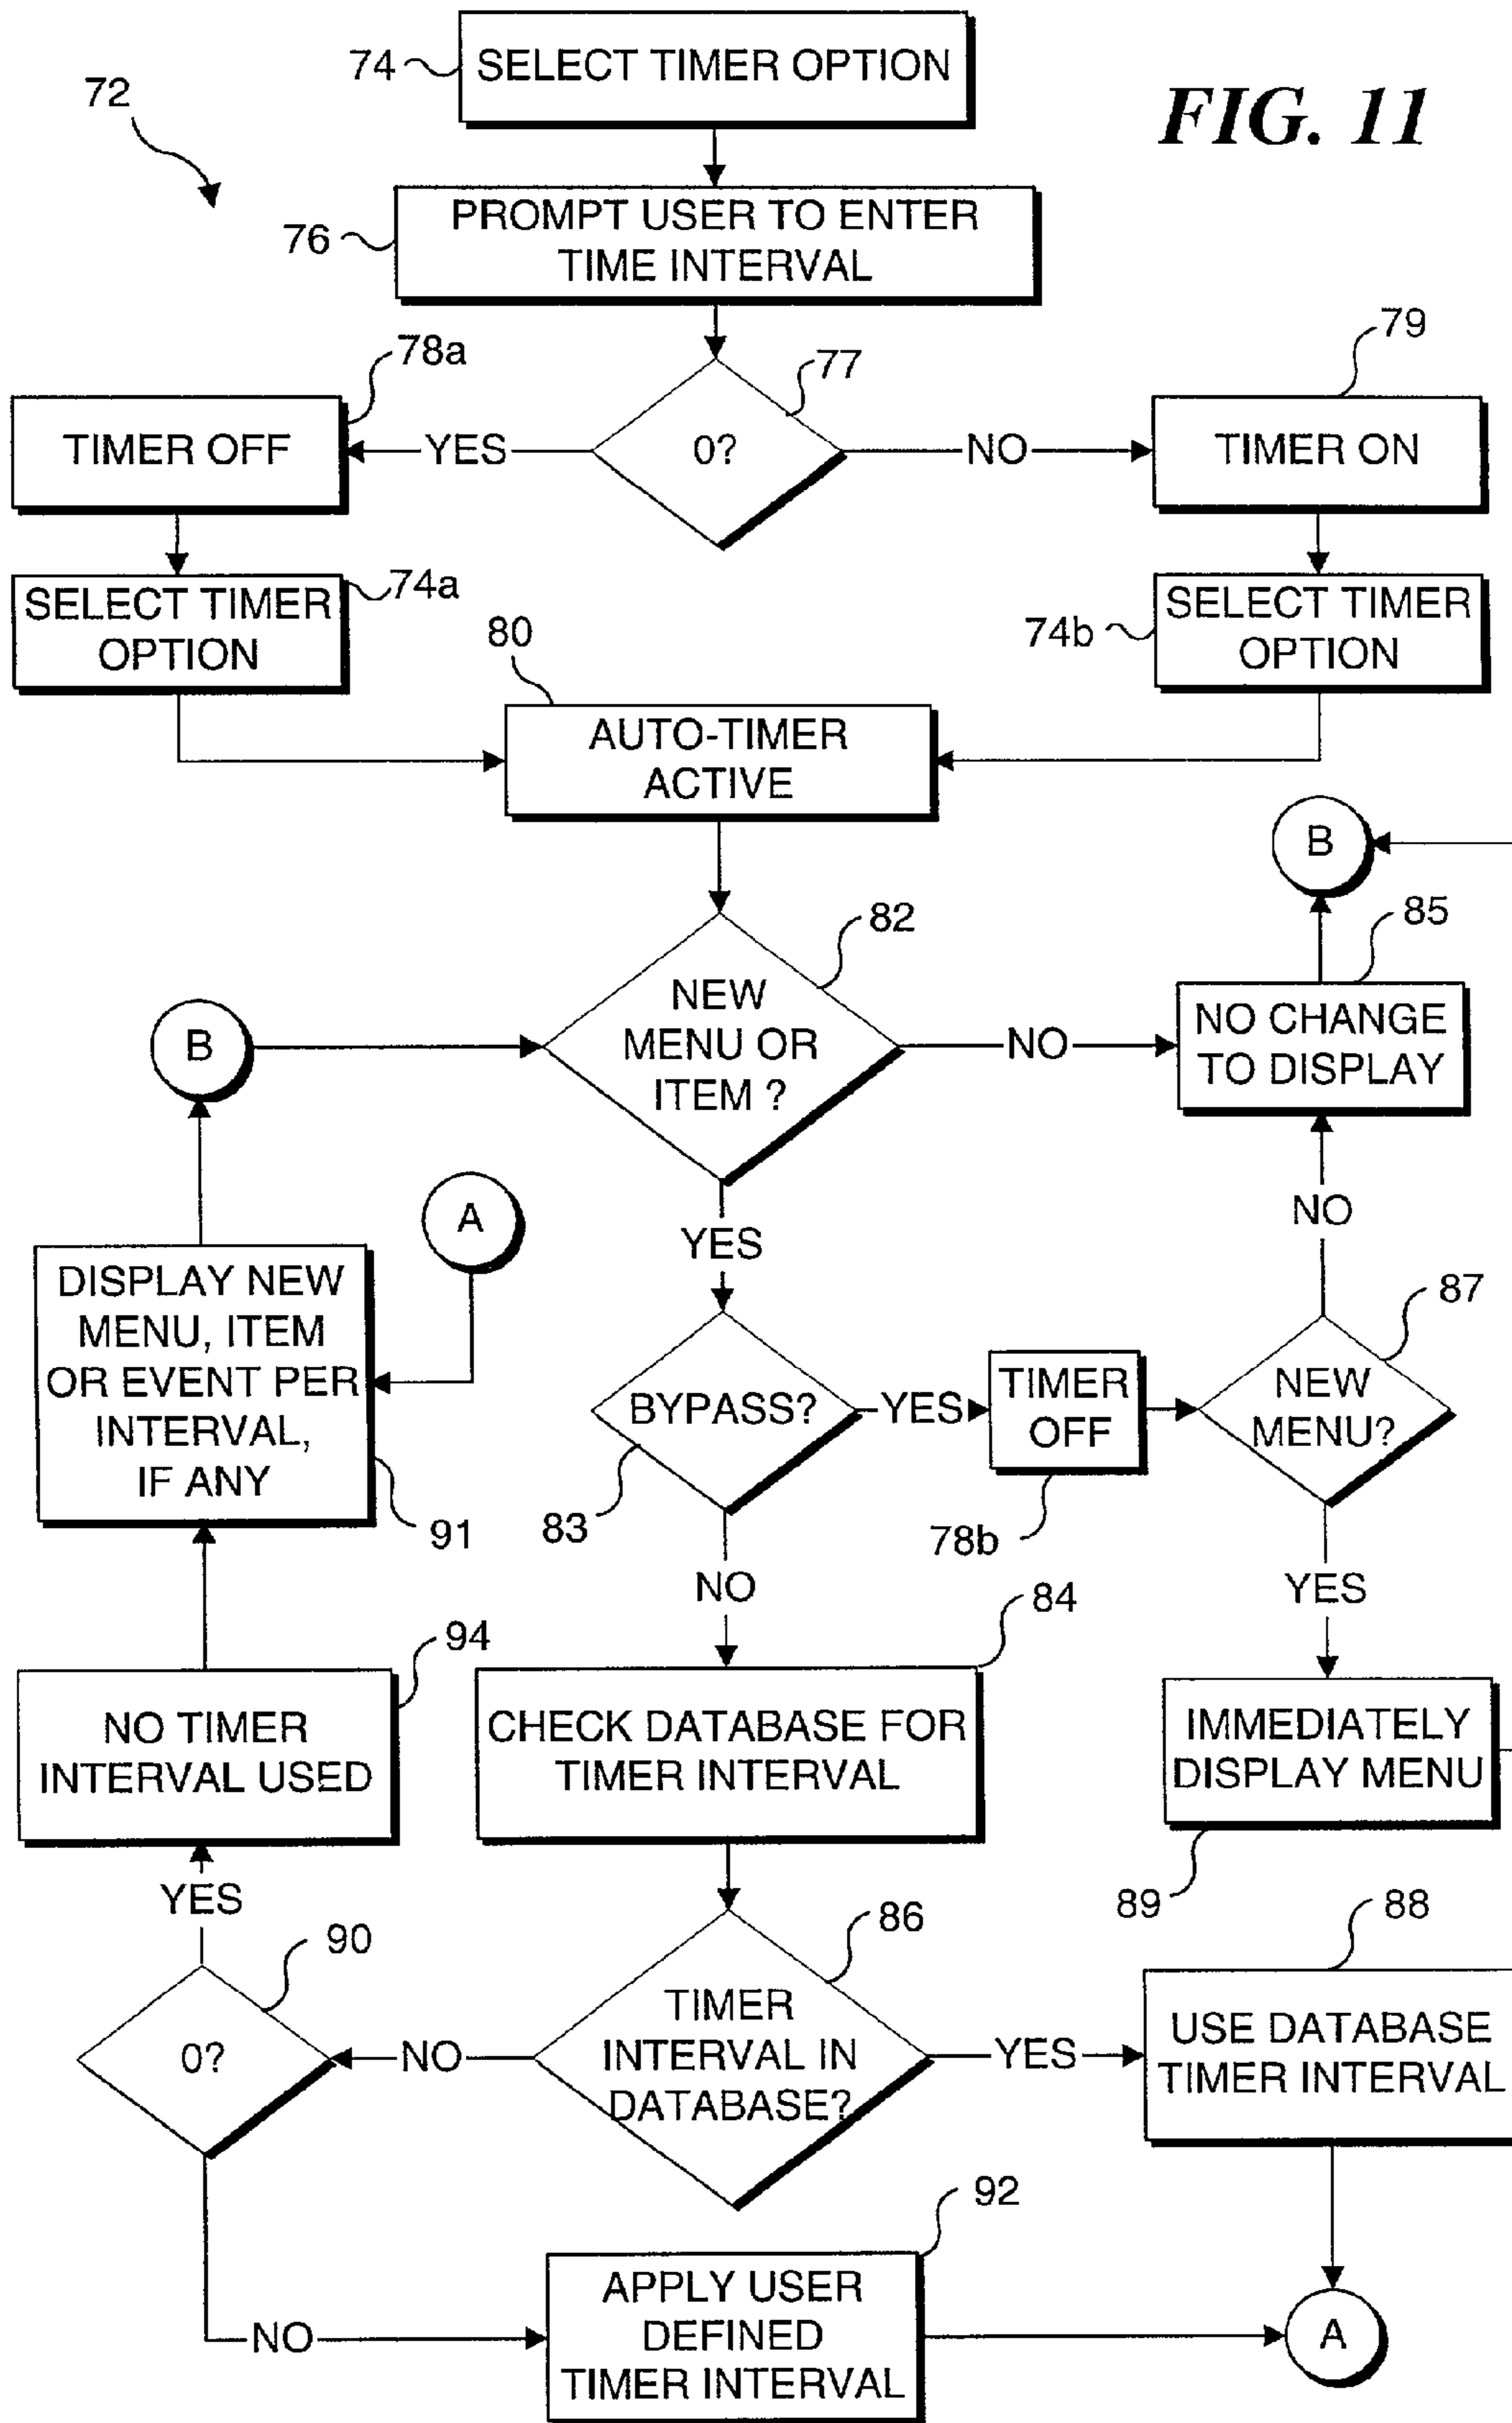 74
SELECT TIMER OPTION
FIG. 11
72
76
PROMPT USER TO ENTER
TIME INTERVAL
78a
77
79
TIMER OFF
YES
0?
NO
TIMER ON
74a
SELECT TIMER
OPTION
80
74b
SELECT TIMER
OPTION
AUTO-TIMER
ACTIVE
B
82
85
B
NEW
MENU OR
ITEM ?
NO
NO CHANGE
TO DISPLAY
A
YES
NO
DISPLAY NEW
MENU, ITEM
OR EVENT PER
INTERVAL,
IF ANY
91
87
BYPASS?
YES
TIMER
OFF
NEW
MENU?
83
78b
NO
YES
84
94
NO TIMER
INTERVAL USED
CHECK DATABASE FOR
TIMER INTERVAL
IMMEDIATELY
DISPLAY MENU
89
YES
86
88
90
0?
NO
TIMER
INTERVAL IN
DATABASE?
YES
USE DATABASE
TIMER INTERVAL
92
NO
APPLY USER
DEFINED
TIMER INTERVAL
A